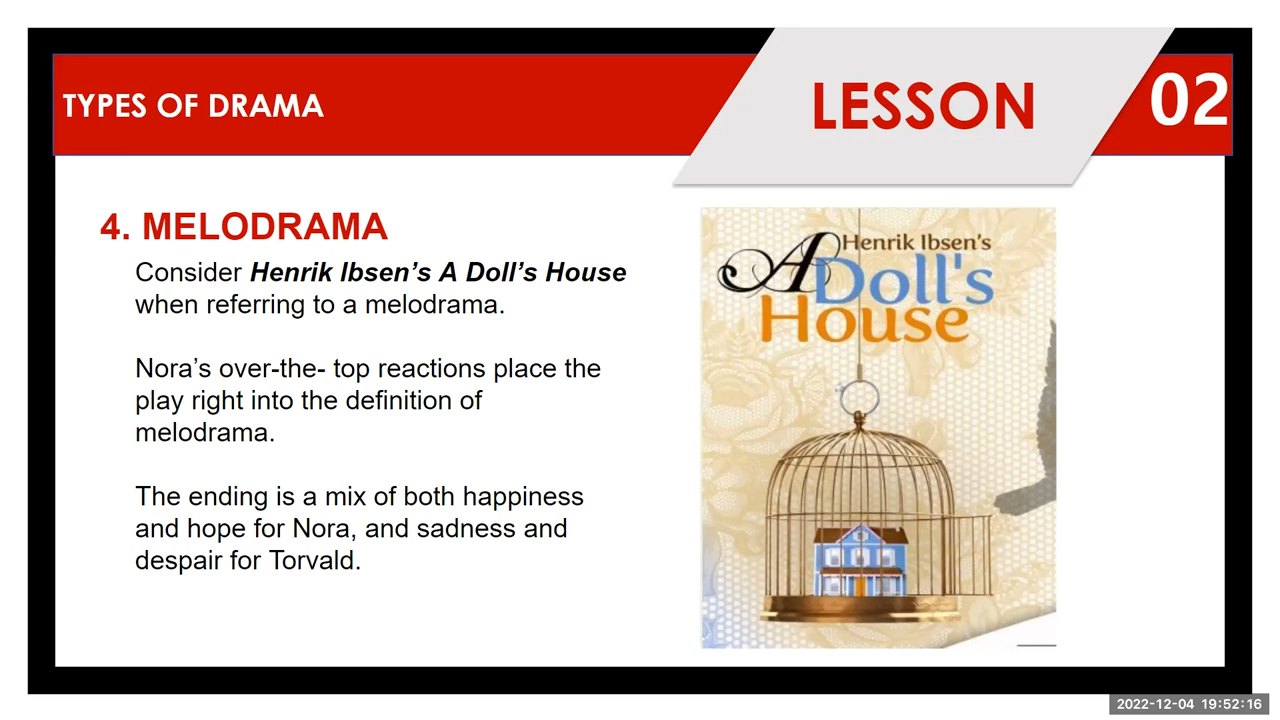 TYPES OF DRAMA
LESSON
02
4. MELODRAMA
Consider Henrik Ibsen's A Doll's House
when referring to a melodrama.
Nora's over-the- top reactions place the
play right into the definition of
melodrama.
The ending is a mix of both happiness
and hope for Nora, and sadness and
despair for Torvald.
Henrik Ibsen's
A Doll's
House
2022-12-04 19:52:16